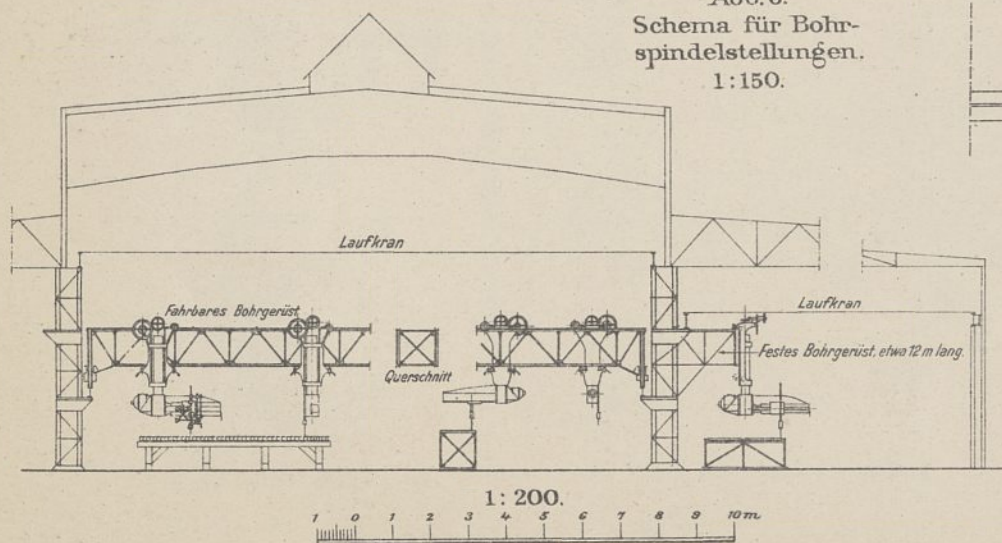 Schema für Bohr-
spindelstellungen.
1:150.
Laufkran
Laufkran
Fahrbares Bohrgerüst
Querschnitt
Festes Bohrgerüst, etwa 12 m lang.
1:200.
1 0 1 2 3 4 5 6 7 8 9 10 m